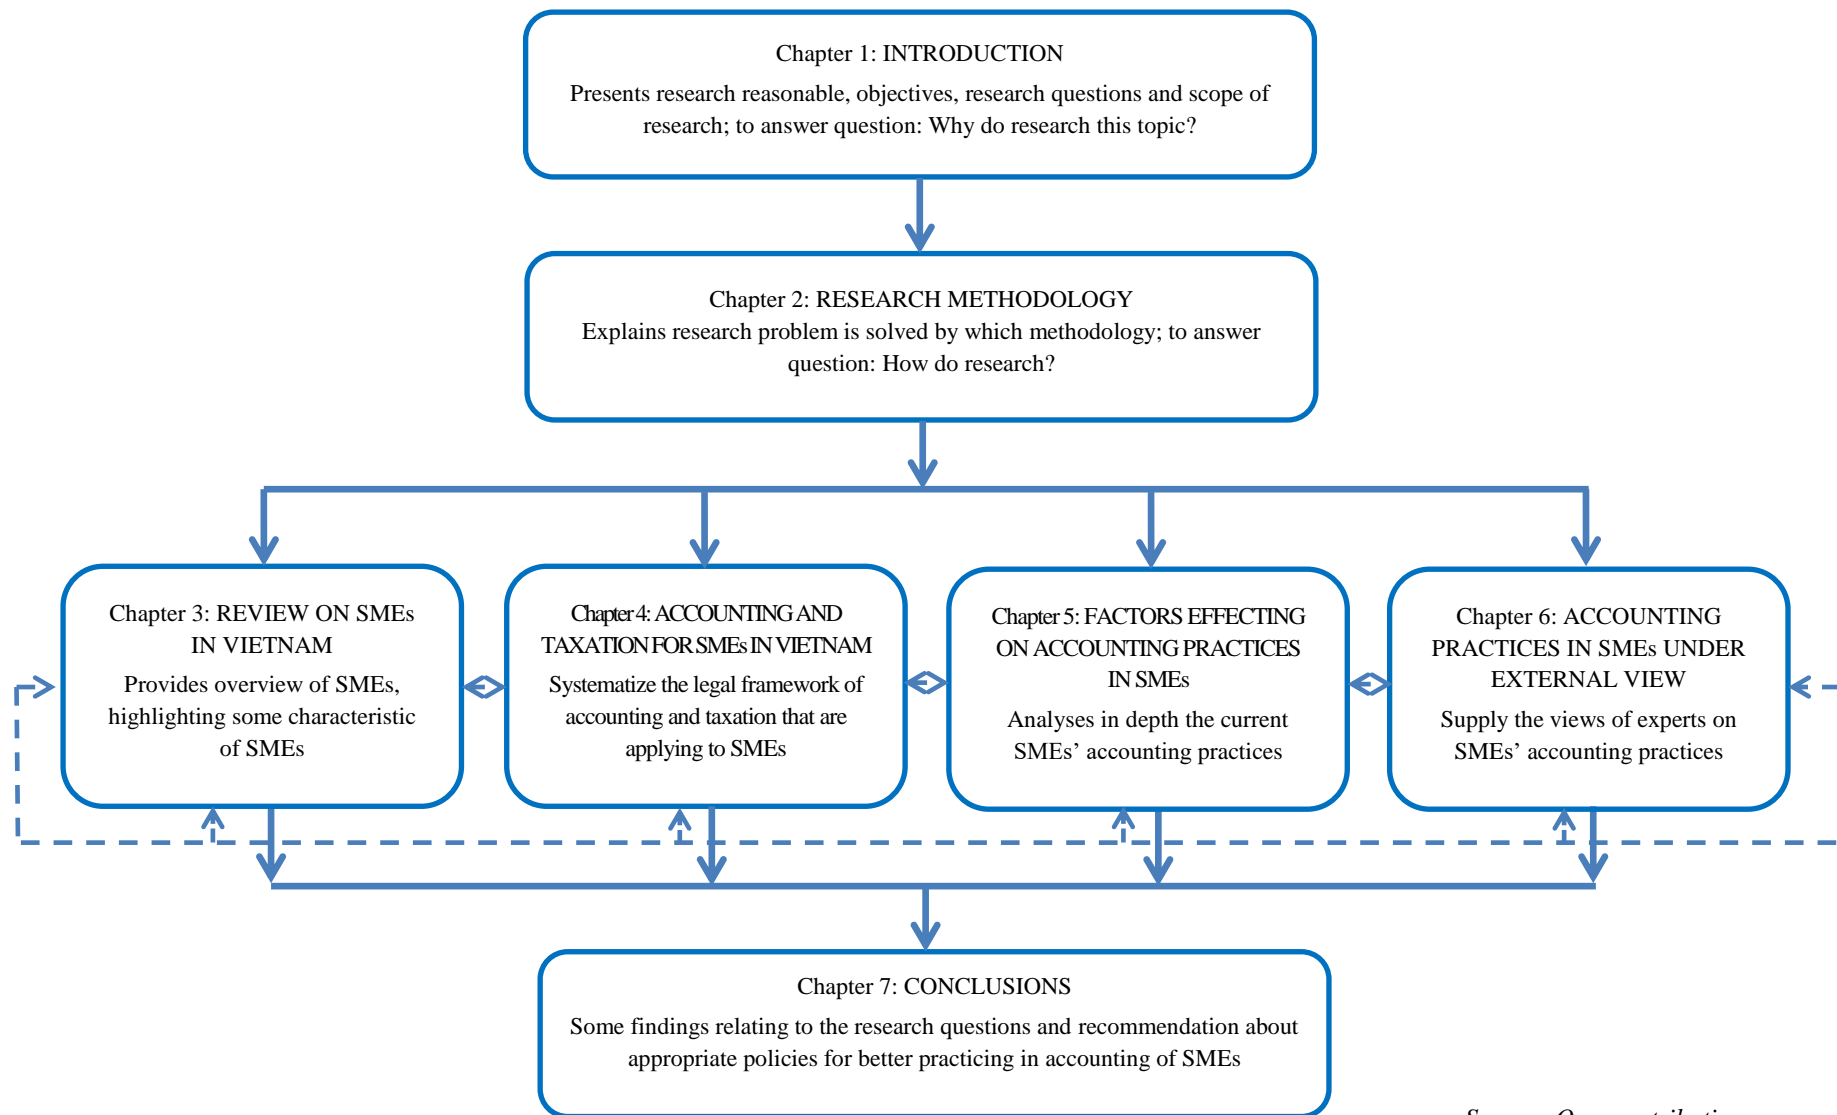 Chapter 1: INTRODUCTION
Presents research reasonable, objectives, research questions and scope of
research; to answer question: Why do research this topic?
Chapter 2: RESEARCH METHODOLOGY
Explains research problem is solved by which methodology; to answer
question: How do research?
Chapter 3: REVIEW ON SMEs
IN VIETNAM
Provides overview of SMEs,
highlighting some characteristic
of SMEs
Chapter 4: ACCOUNTING AND
TAXATION FOR SMEs IN VIETNAM
Systematize the legal framework of
accounting and taxation that are
applying to SMEs
Chapter 5: FACTORS EFFECTING
ON ACCOUNTING PRACTICES
IN SMEs
Analyses in depth the current
SMEs’ accounting practices
Chapter 6: ACCOUNTING
PRACTICES IN SMEs UNDER
EXTERNAL VIEW
Supply the views of experts on
SMEs’ accounting practices
Chapter 7: CONCLUSIONS
Some findings relating to the research questions and recommendation about
appropriate policies for better practicing in accounting of SMEs